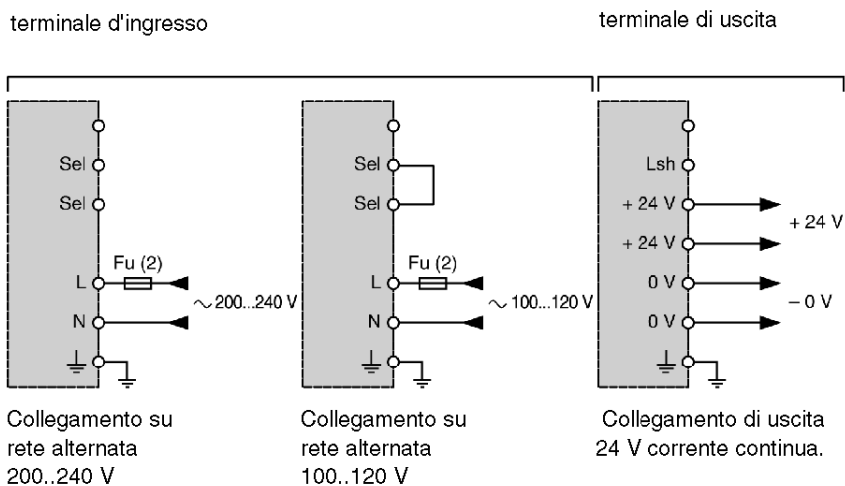 terminale d'ingresso
terminale di uscita
Sel
Sel
L
Fu (2)
N
∼ 200...240 V
Sel
Sel
L
Fu (2)
N
∼ 100...120 V
Lsh
+ 24 V
+ 24 V
+ 24 V
0 V
0 V
– 0 V
Collegamento su
rete alternata
200..240 V
Collegamento su
rete alternata
100..120 V
Collegamento di uscita
24 V corrente continua.